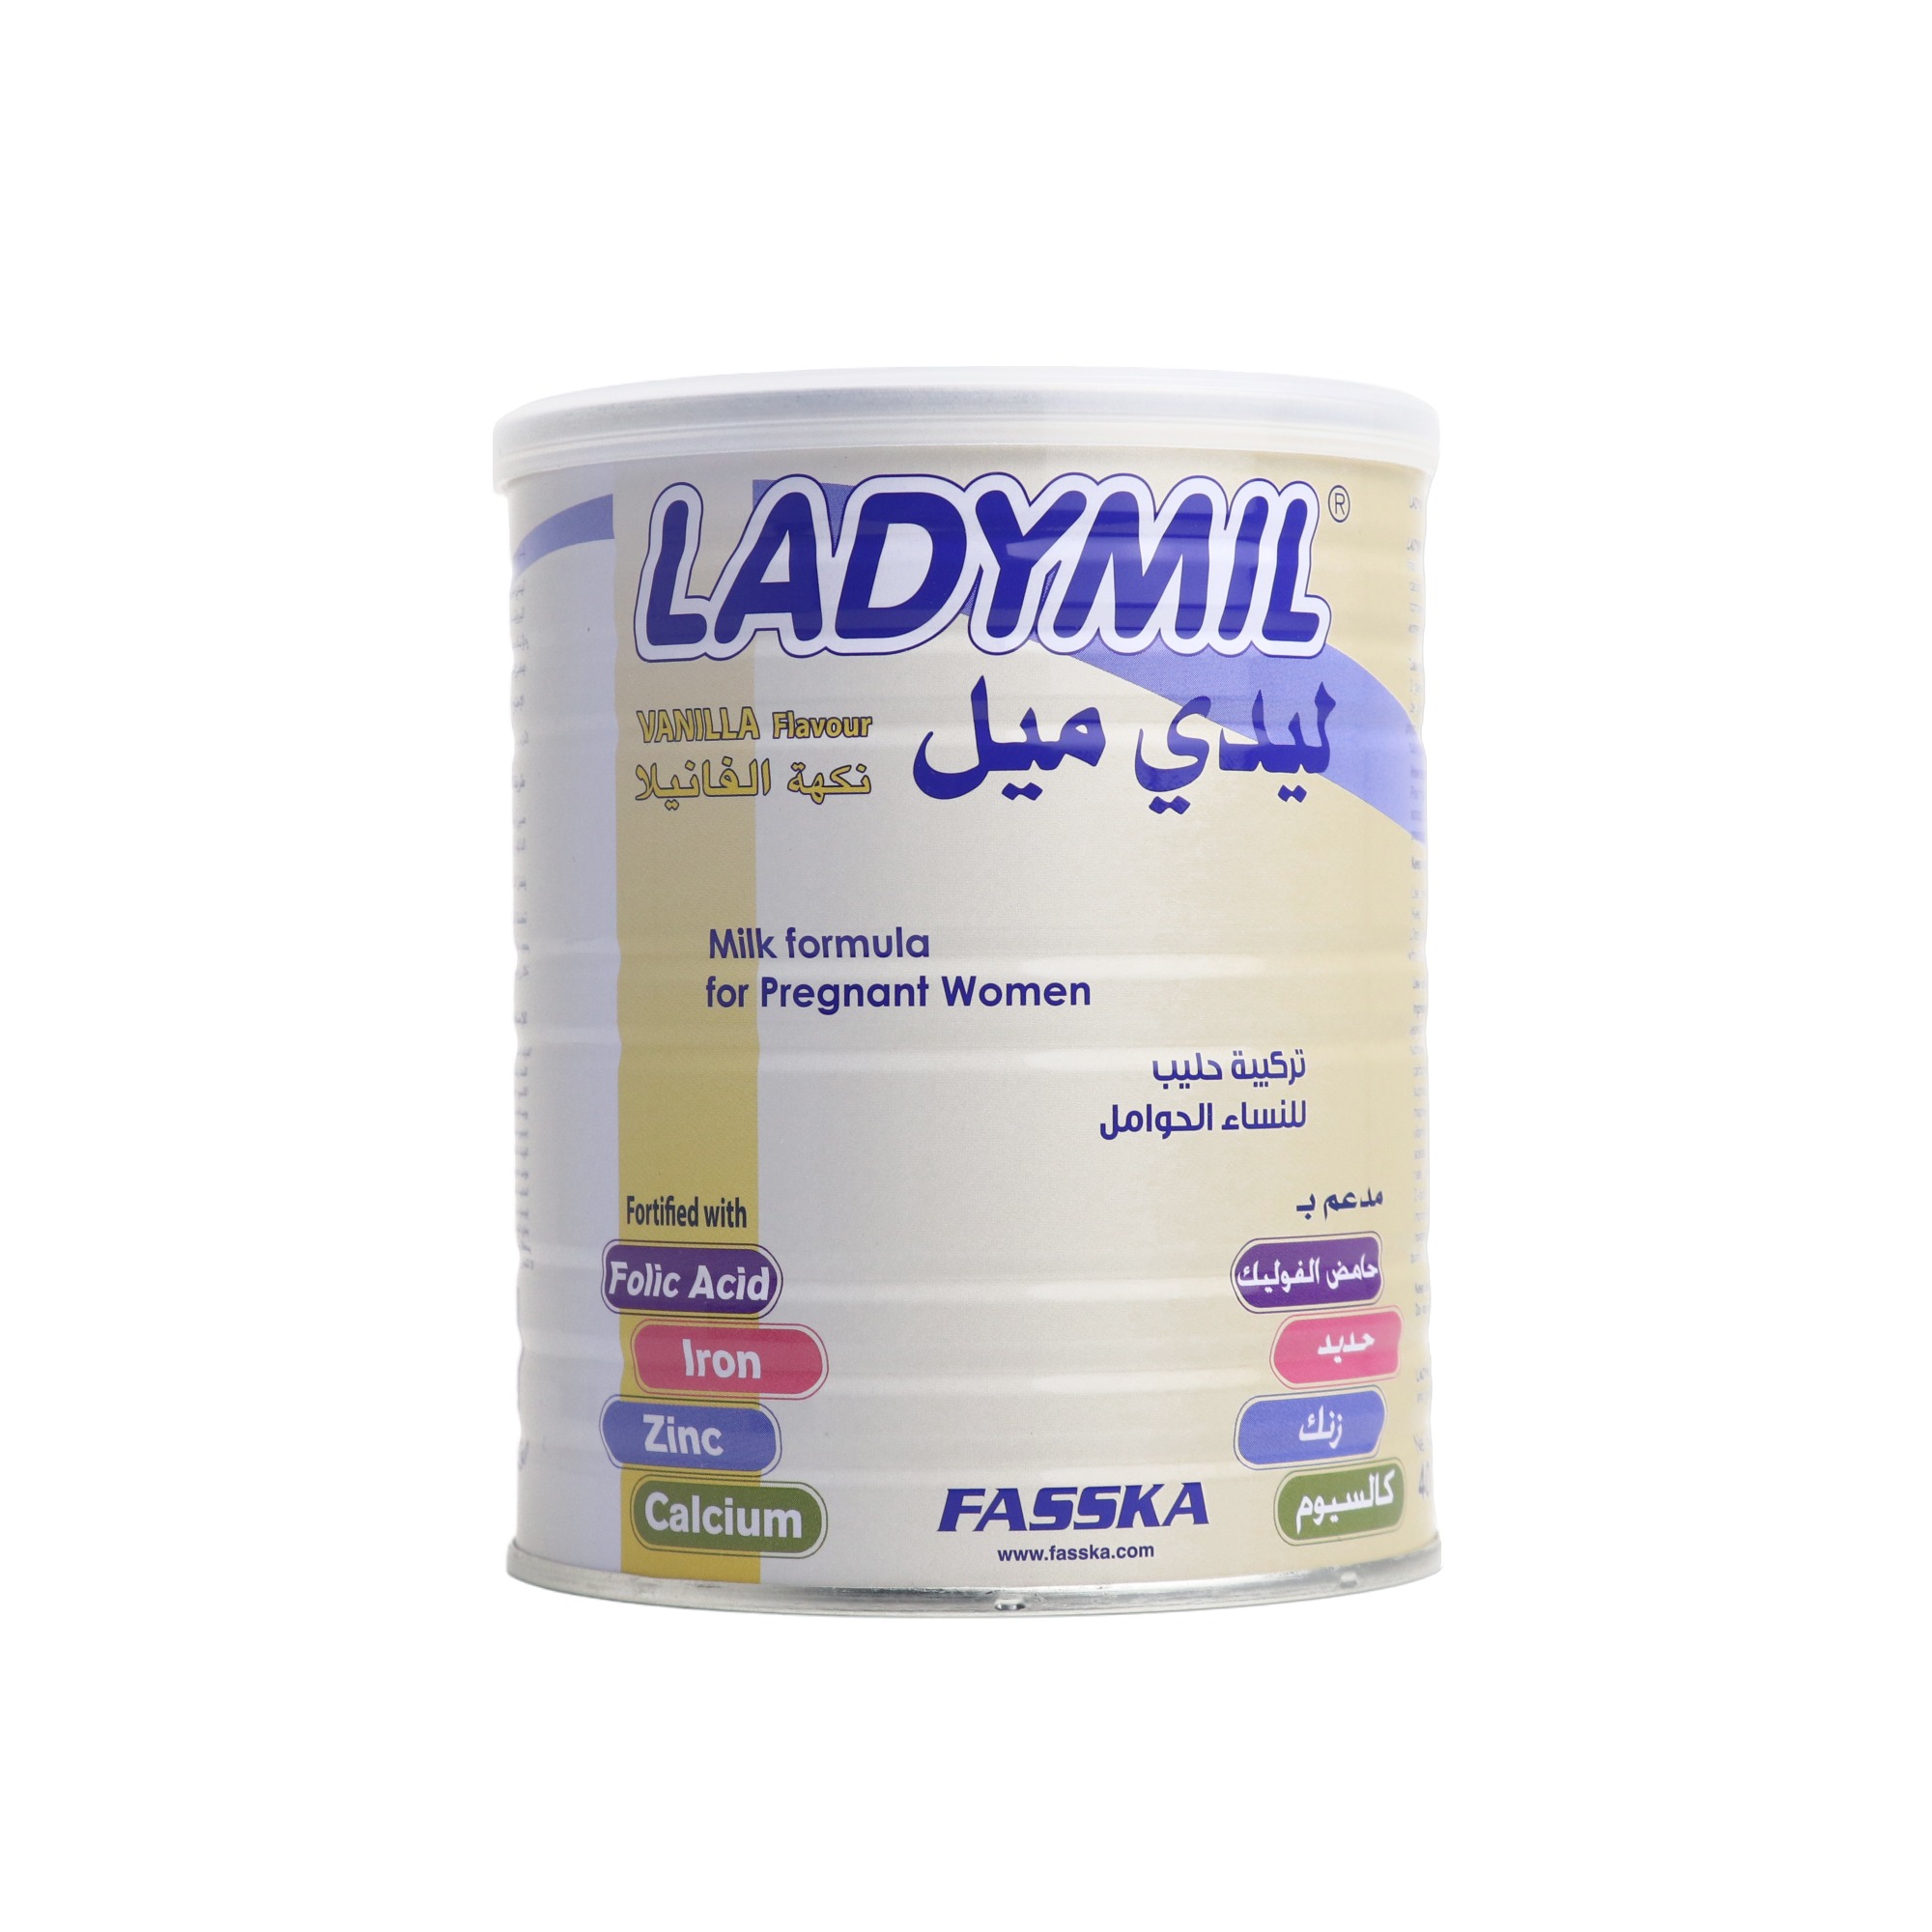 LADYMIL®
ليدي ميل
VANILLA Flavour
نكهة الفانيلا
Milk formula
for Pregnant Women
تركيبة حليب
للنساء الحوامل
Fortified with
Folic Acid
Iron
Zinc
Calcium
مدعم بـ
حامض الفوليك
حديد
زنك
كالسيوم
FASSKA
www.fasska.com